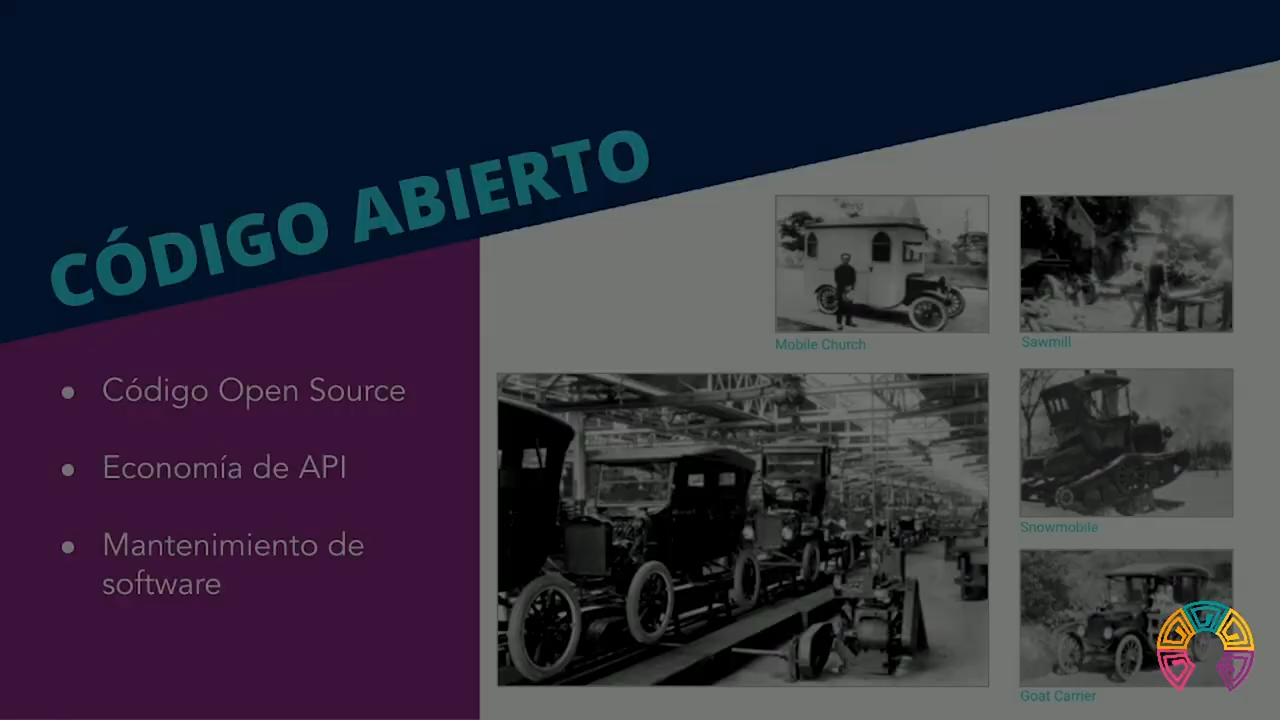 CÓDIGO ABIERTO
• Código Open Source
• Economía de API
• Mantenimiento de
software
Mobile Church
Sawmill
Snowmobile
Goat Carrier